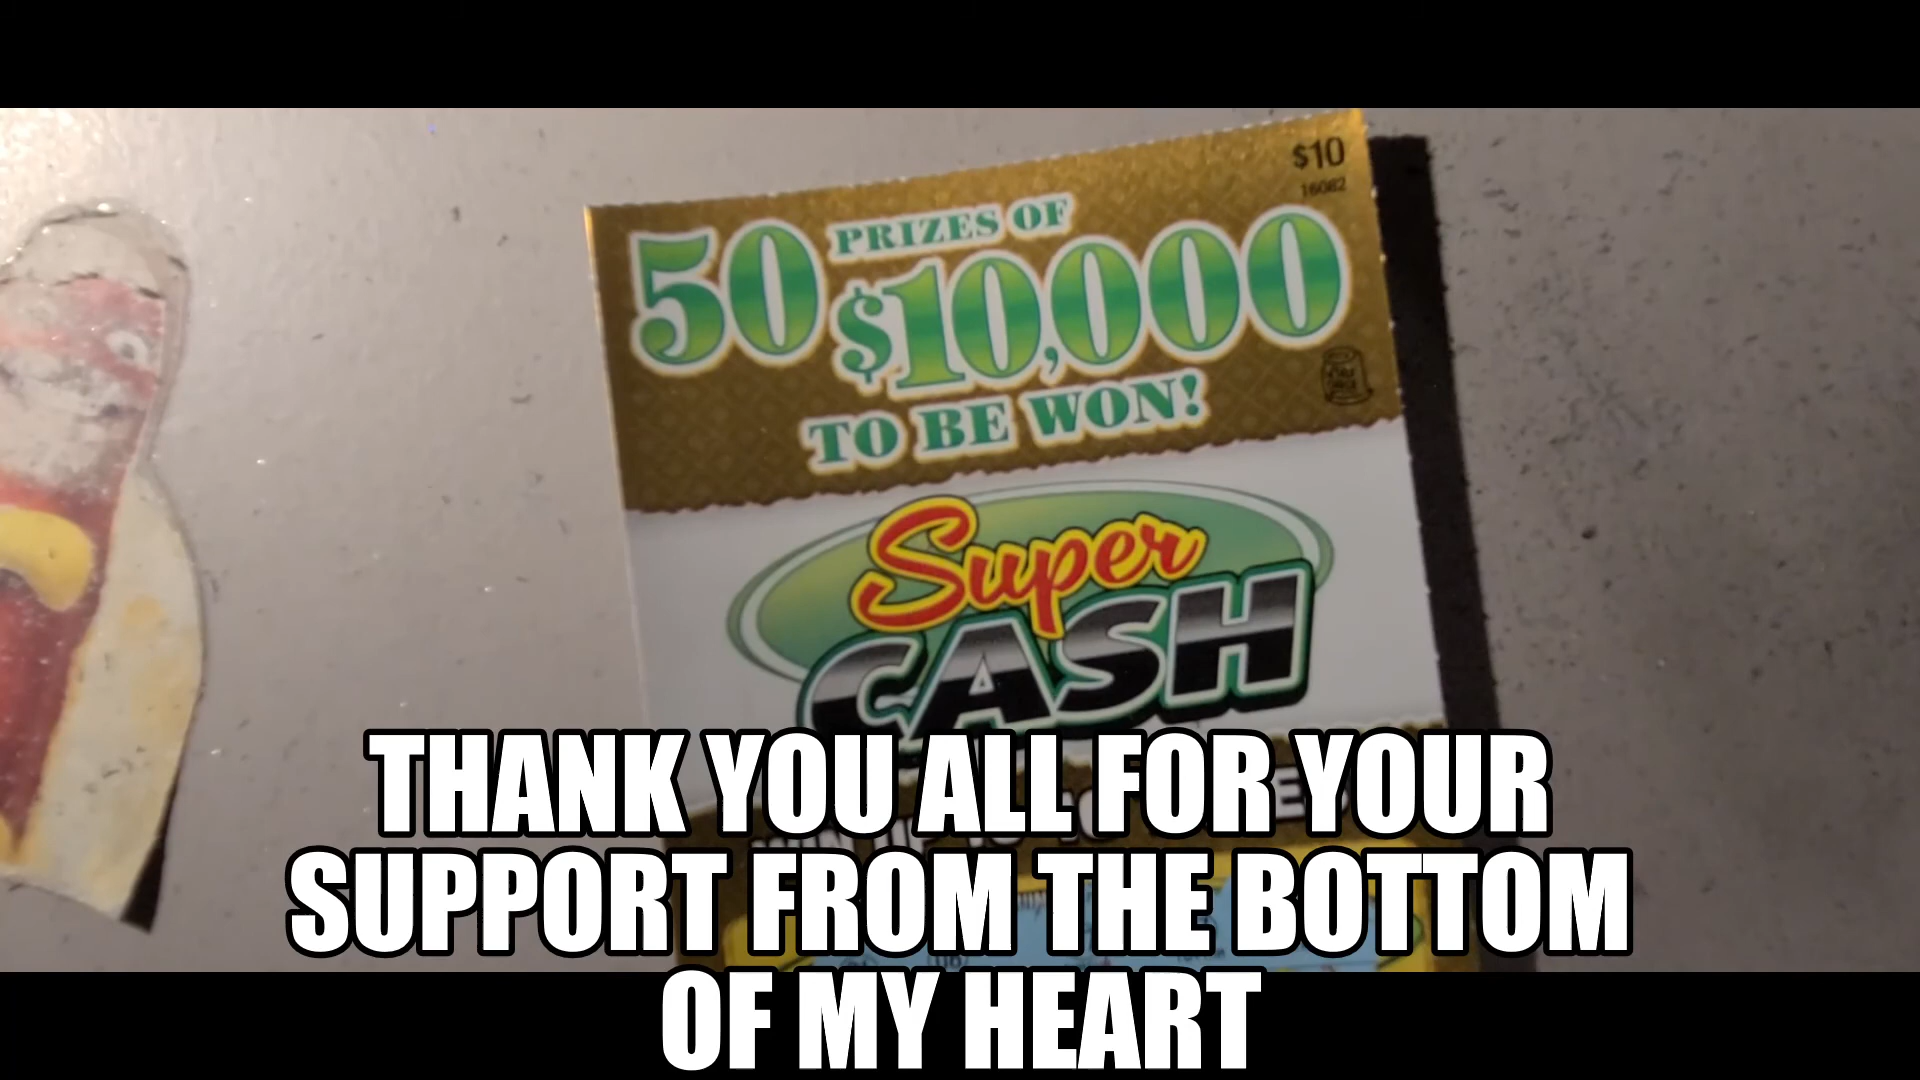 $10
16082
50 PRIZES OF
$10,000
TO BE WON!
Super
CASH
THANK YOU ALL FOR YOUR
SUPPORT FROM THE BOTTOM
OF MY HEART